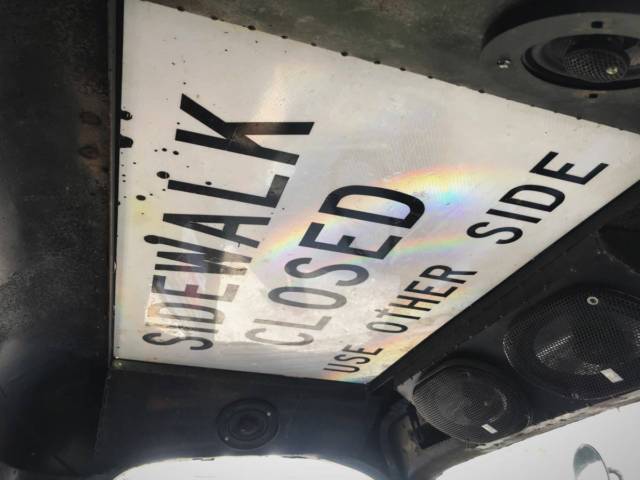 SIDEWALK
CLOSED
USE OTHER SIDE